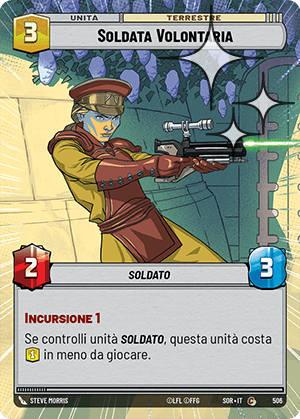 UNITÀ TERRESTRE
3 SOLDATA VOLONTARIA
2 SOLDATO 3
INCURSIONE 1
Se controlli unità SOLDATO, questa unità costa
1 in meno da giocare.
STEVE MORRIS ©LFL ©FFG SOR • IT C 506